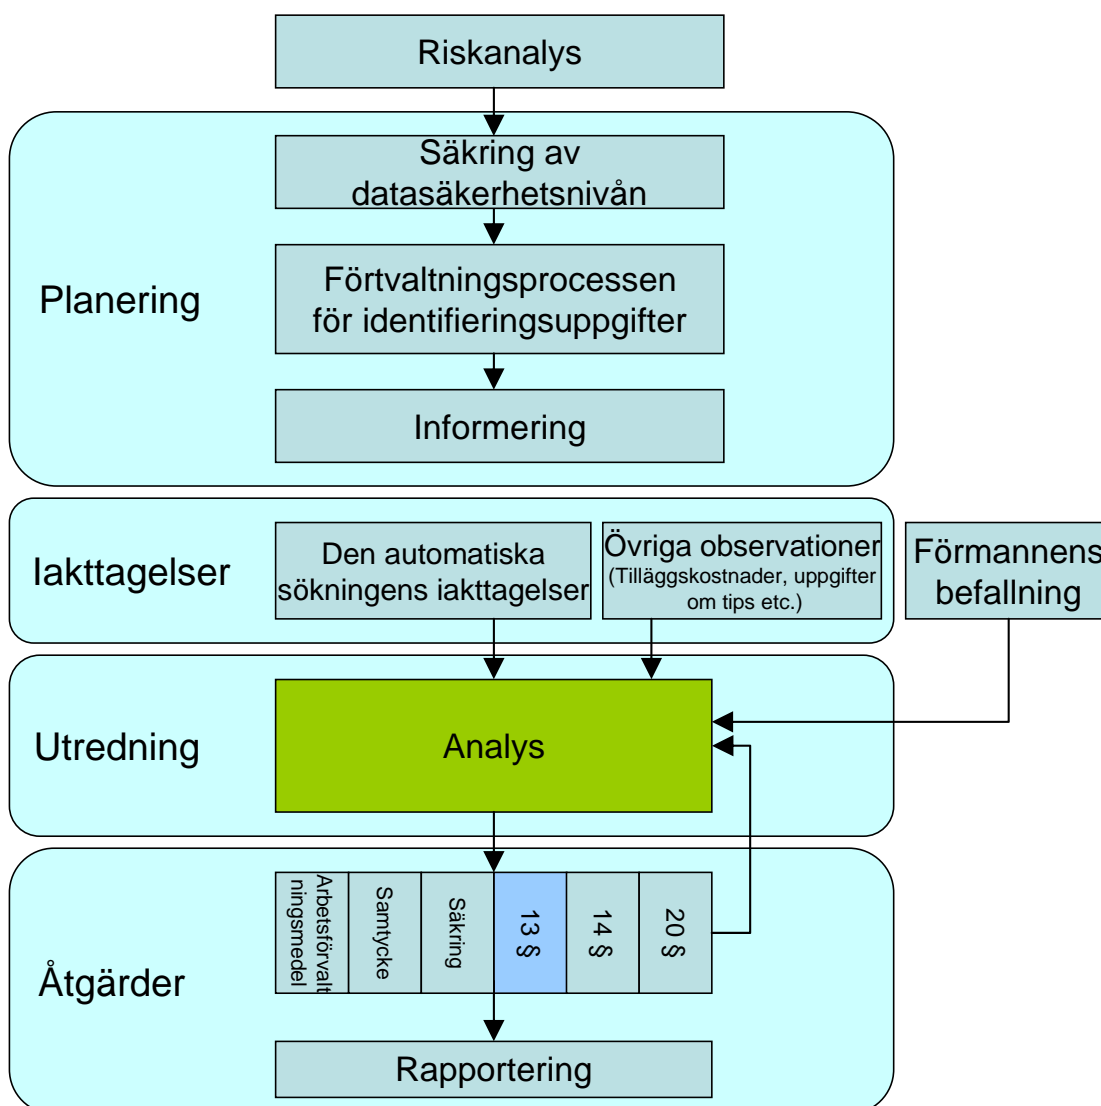 Riskanalys
Planering
Säkring av
datasäkerhetsnivån
Förtvaltningsprocessen
för identifieringsuppgifter
Informering
Iakttagelser
Den automatiska
sökningens iakttagelser
Övriga observationer
(Tilläggskostnader, uppgifter
om tips etc.)
Förmannens
befallning
Utredning
Analys
Åtgärder
Arbetsförvalt
ningsmedel
Samtycke
Säkring
13 §
14 §
20 §
Rapportering